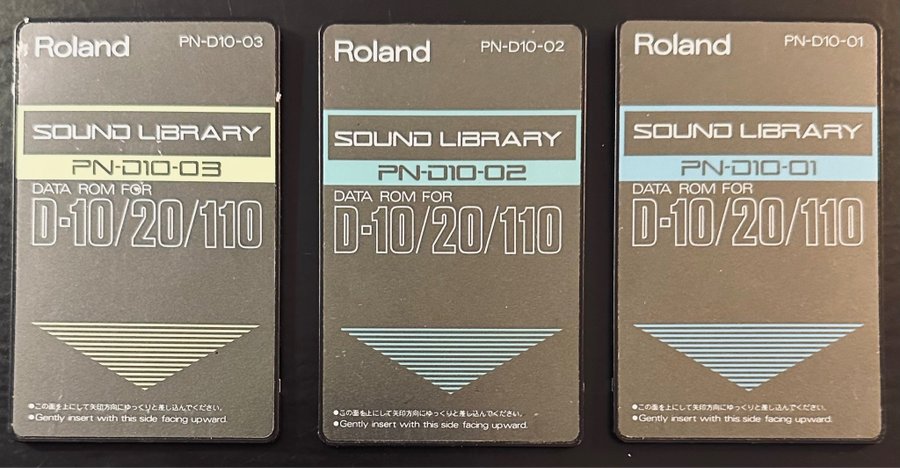 Roland PN-D10-03
SOUND LIBRARY
PN-D10-03
DATA ROM FOR
D-10/20/110
●この面を上にして矢印方向にゆっくりと差し込んでください。
●Gently insert with this side facing upward.
Roland PN-D10-02
SOUND LIBRARY
PN-D10-02
DATA ROM FOR
D-10/20/110
●この面を上にして矢印方向にゆっくりと差し込んでください。
●Gently insert with this side facing upward.
Roland PN-D10-01
SOUND LIBRARY
PN-D10-01
DATA ROM FOR
D-10/20/110
●この面を上にして矢印方向にゆっくりと差し込んでください。
●Gently insert with this side facing upward.